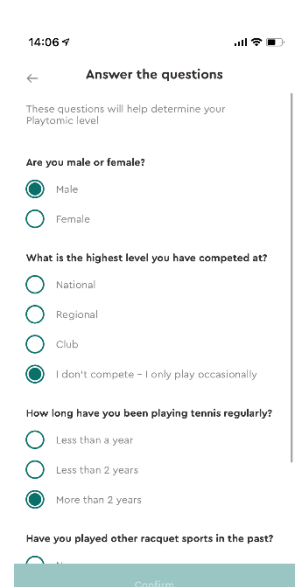 14:06
Answer the questions
These questions will help determine your
Playtomic level
Are you male or female?
Male
Female
What is the highest level you have competed at?
National
Regional
Club
I don't compete – I only play occasionally
How long have you been playing tennis regularly?
Less than a year
Less than 2 years
More than 2 years
Have you played other racquet sports in the past?
Confirm